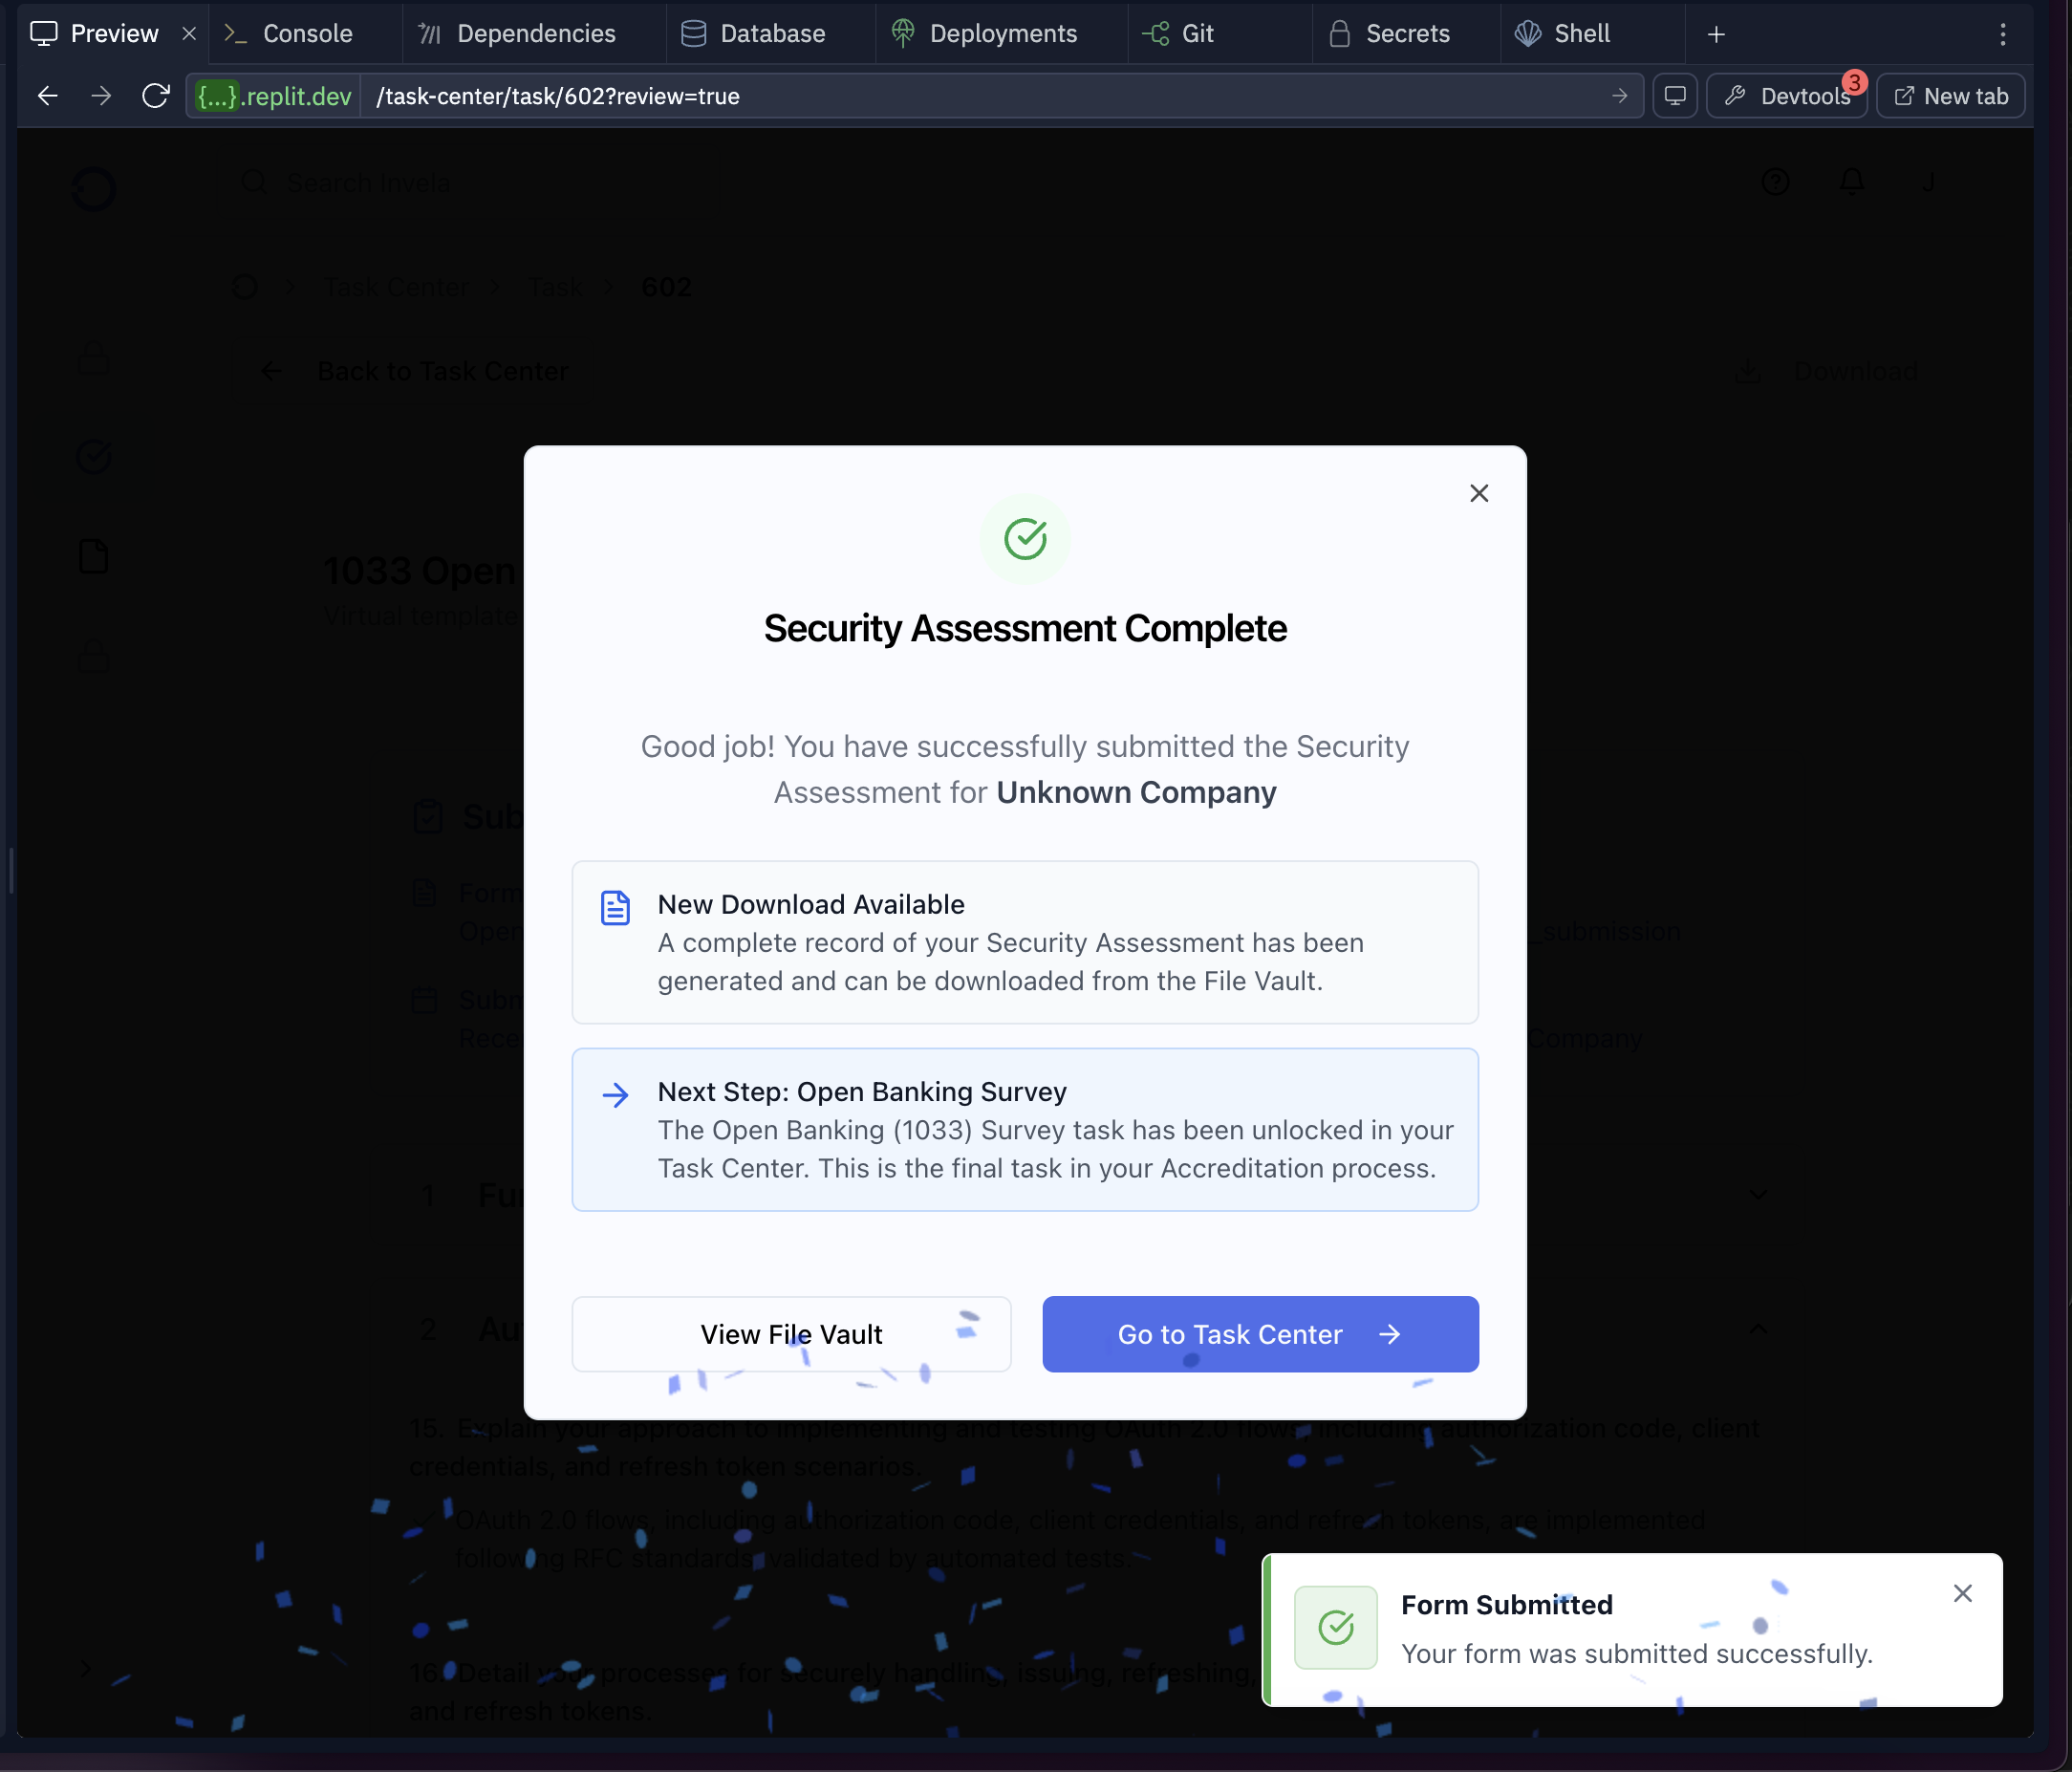 Preview
Console
Dependencies
Database
Deployments
Git
Secrets
Shell
{...}.replit.dev
/task-center/task/602?review=true
Devtools
3
New tab
Search Invela
J
Task Center
Task
602
Back to Task Center
Download
1033 Open
Virtual template
Security Assessment Complete
Good job! You have successfully submitted the Security
Assessment for Unknown Company
Sub
New Download Available
A complete record of your Security Assessment has been
generated and can be downloaded from the File Vault.
Form
Oper
_submission
Subm
Rece
Company
Next Step: Open Banking Survey
The Open Banking (1033) Survey task has been unlocked in your
Task Center. This is the final task in your Accreditation process.
1 Fu
2 Au
View File Vault
Go to Task Center
15. Explain your approach to implementing and testing OAuth 2.0 flows, including authorization code, client
credentials, and refresh token scenarios.
OAuth 2.0 flows, including authorization code, client credentials, and refresh tokens, are implemented
following RFC standards, validated by automated tests.
16. Detail your processes for securely handling, issuing, refreshing,
and refresh tokens.
Form Submitted
Your form was submitted successfully.